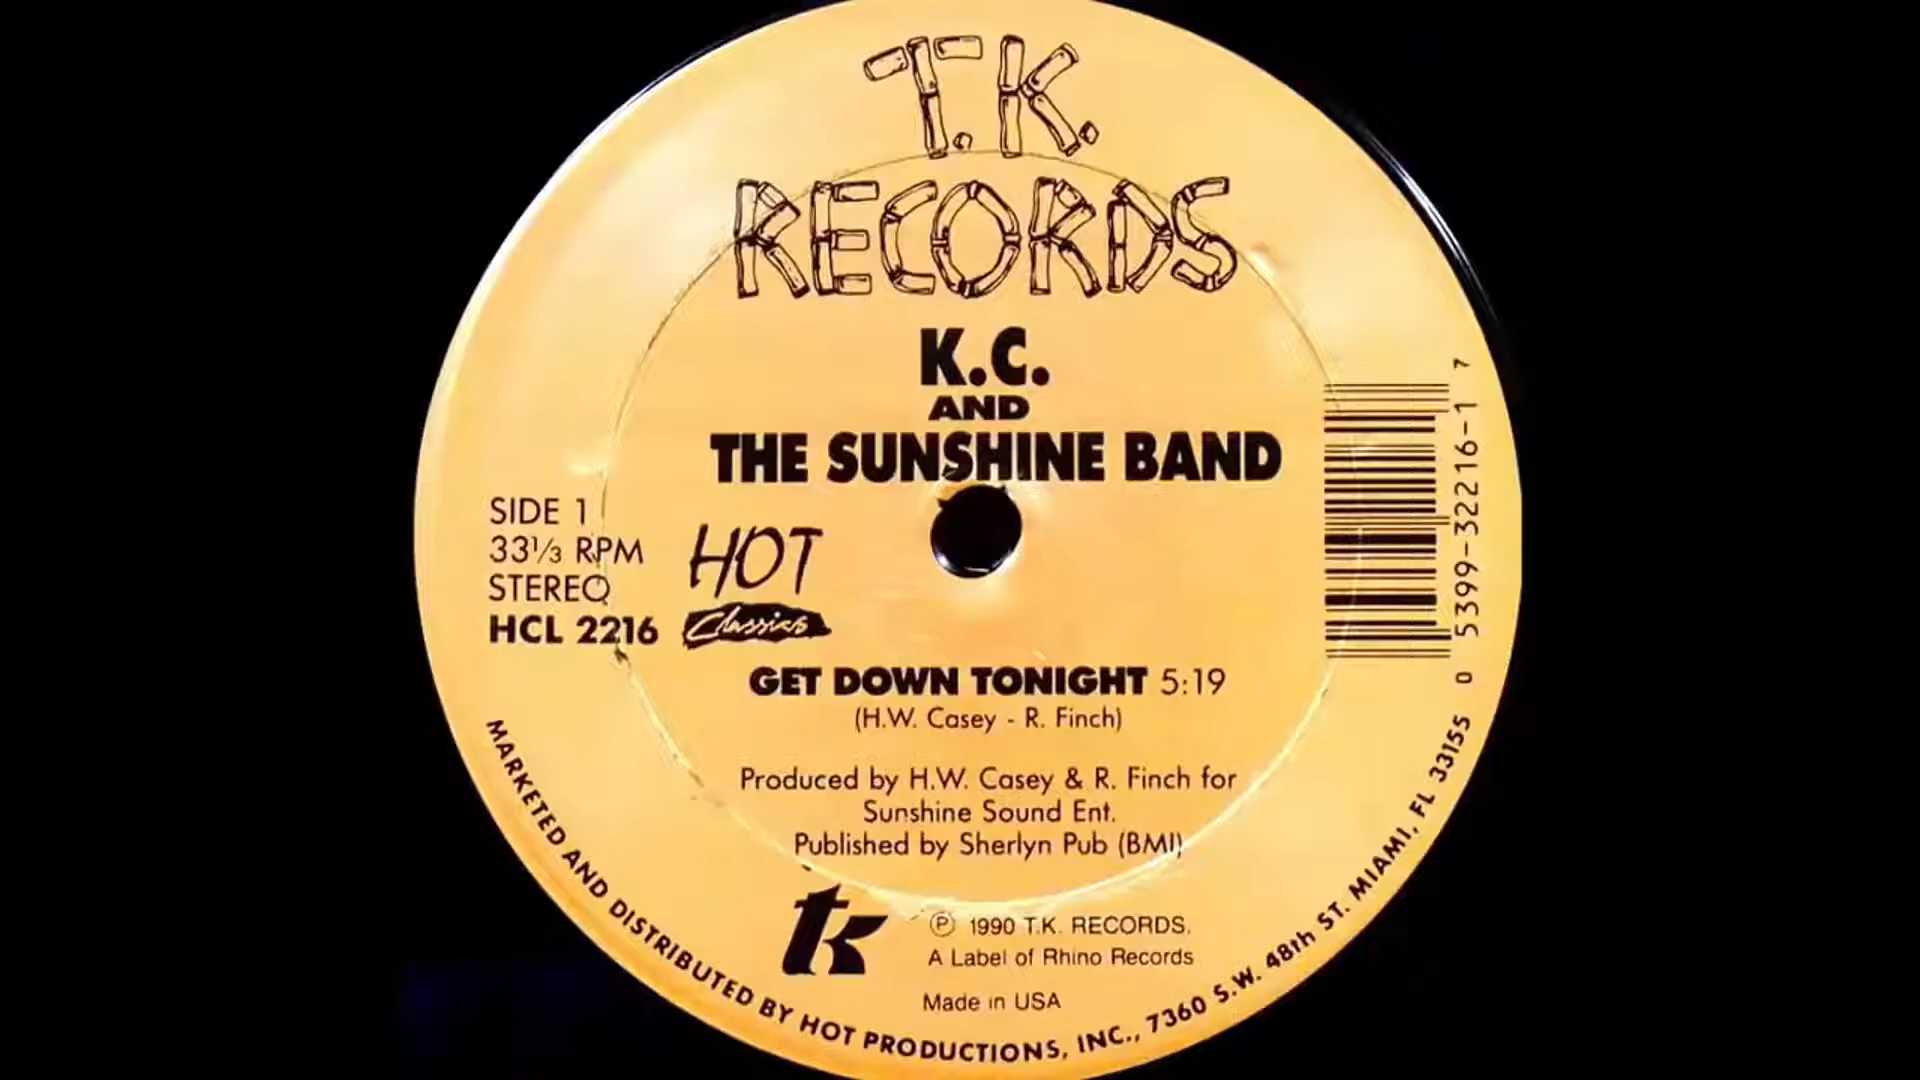 T.K.
RECORDS
K.C.
AND
THE SUNSHINE BAND
SIDE 1
33⅓ RPM
STEREO
HCL 2216
HOT
Classics
GET DOWN TONIGHT 5:19
(H.W. Casey - R. Finch)
Produced by H.W. Casey & R. Finch for
Sunshine Sound Ent.
Published by Sherlyn Pub (BMI)
tk
Ⓟ 1990 T.K. RECORDS.
A Label of Rhino Records
Made in USA
MARKETED AND DISTRIBUTED BY HOT PRODUCTIONS, INC., 7360 S.W. 48th ST. MIAMI, FL 33155
0 5399-32216-1 7